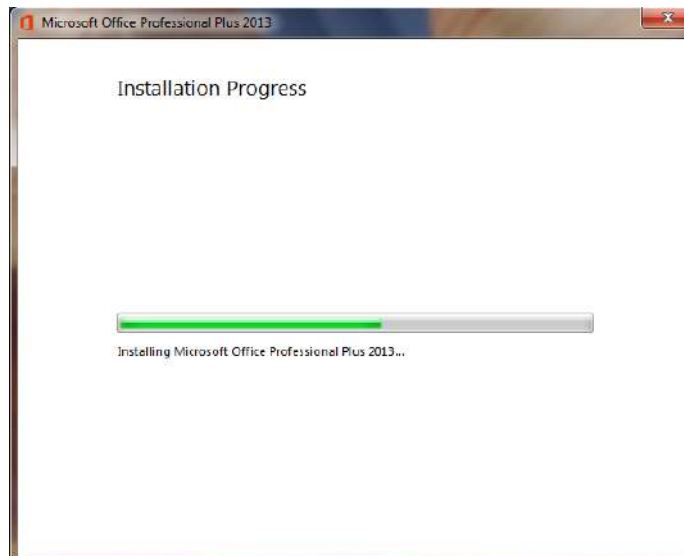 Microsoft Office Professional Plus 2013
Installation Progress
Installing Microsoft Office Professional Plus 2013...